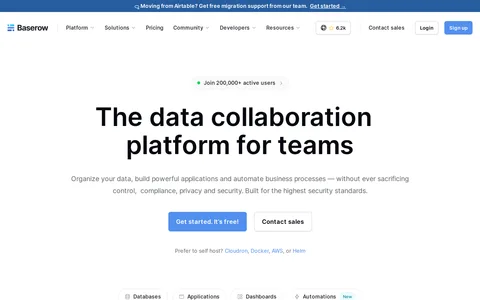 Moving from Airtable? Get free migration support from our team. Get started →
Baserow
Platform
Solutions
Pricing
Community
Developers
Resources
6.2k
Contact sales
Login
Sign up
Join 200,000+ active users
The data collaboration
platform for teams
Organize your data, build powerful applications and automate business processes — without ever sacrificing
control, compliance, privacy and security. Built for the highest security standards.
Get started. It's free!
Contact sales
Prefer to self host? Cloudron, Docker, AWS, or Helm
Databases
Applications
Dashboards
Automations
New